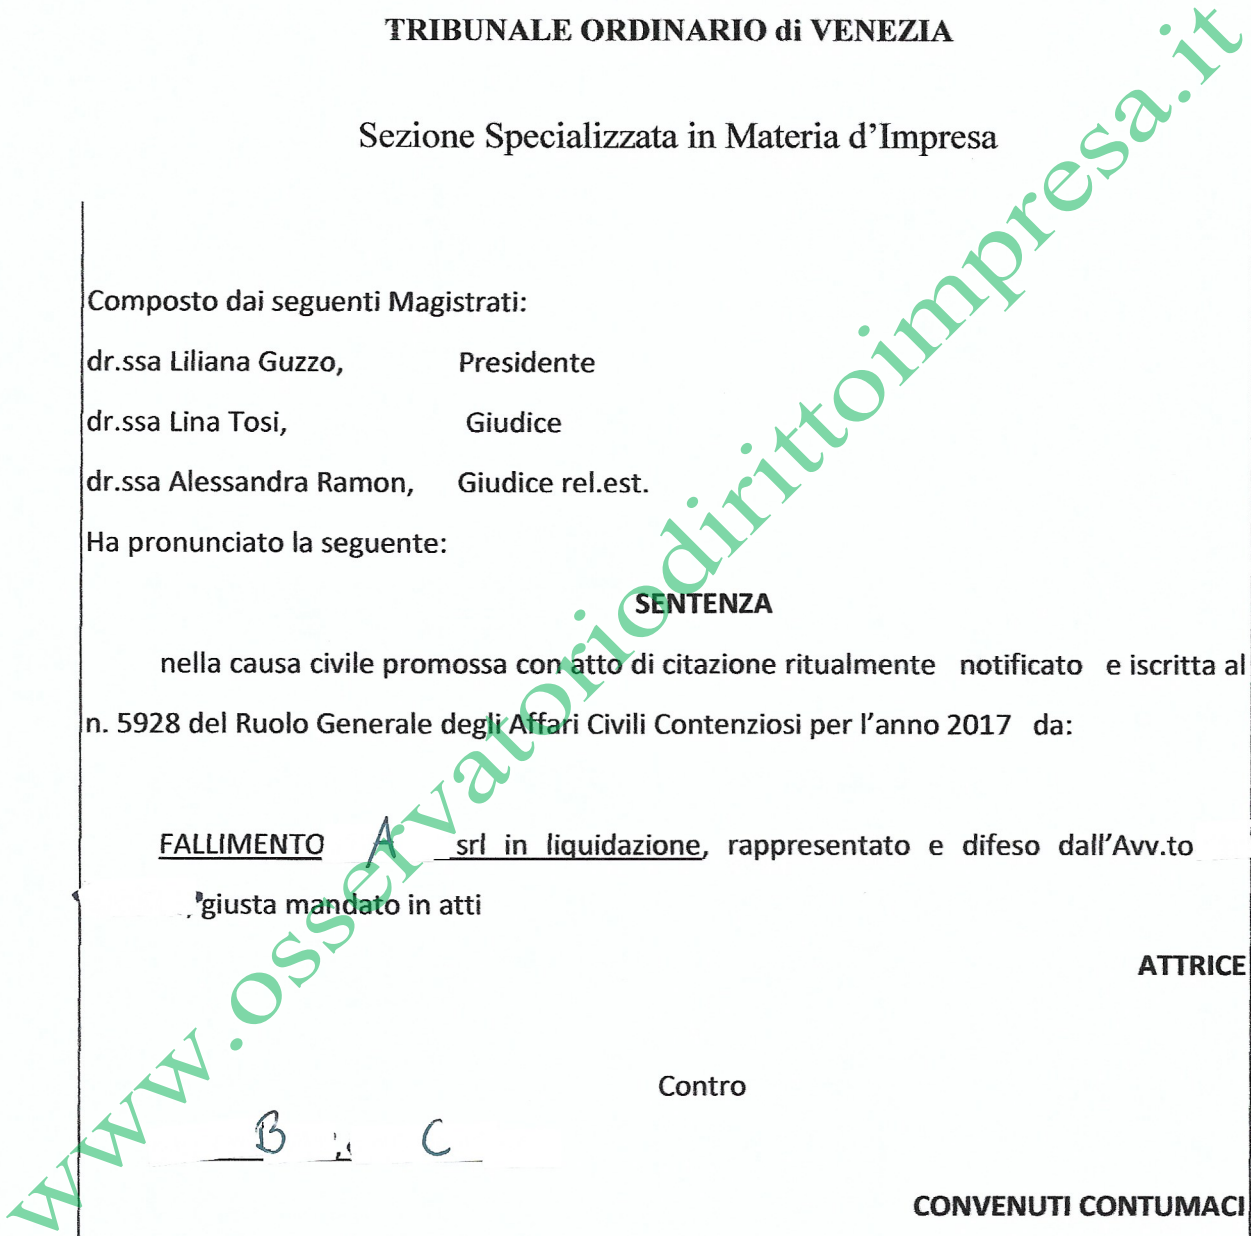 TRIBUNALE ORDINARIO di VENEZIA
Sezione Specializzata in Materia d'Impresa
Composto dai seguenti Magistrati:
dr.ssa Liliana Guzzo, Presidente
dr.ssa Lina Tosi, Giudice
dr.ssa Alessandra Ramon, Giudice rel.est.
Ha pronunciato la seguente:
SENTENZA
nella causa civile promossa con atto di citazione ritualmente notificato e iscritta al
n. 5928 del Ruolo Generale degli Affari Civili Contenziosi per l'anno 2017 da:
FALLIMENTO A srl in liquidazione, rappresentato e difeso dall'Avv.to
giusta mandato in atti
ATTRICE
Contro
B C
CONVENUTI CONTUMACI
www.osservatoriodirittoimpresa.it